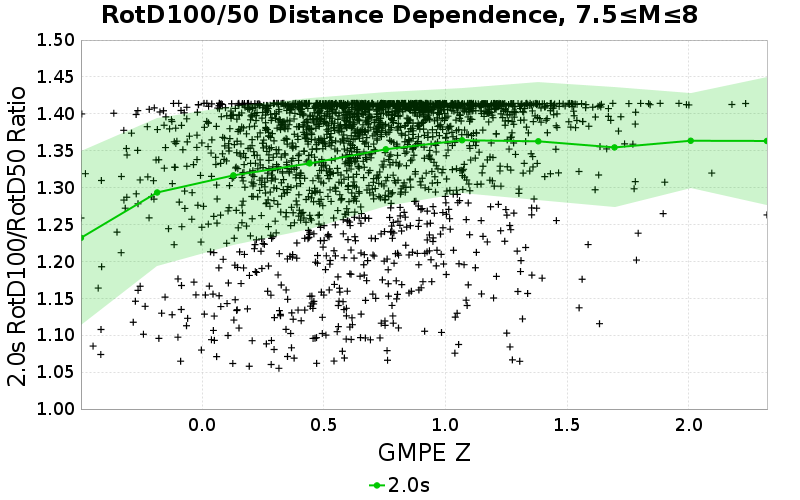 RotD100/50 Distance Dependence, 7.5≤M≤8
2.0s RotD100/RotD50 Ratio
1.50
1.45
1.40
1.35
1.30
1.25
1.20
1.15
1.10
1.05
1.00
0.0 0.5 1.0 1.5 2.0
GMPE Z
2.0s